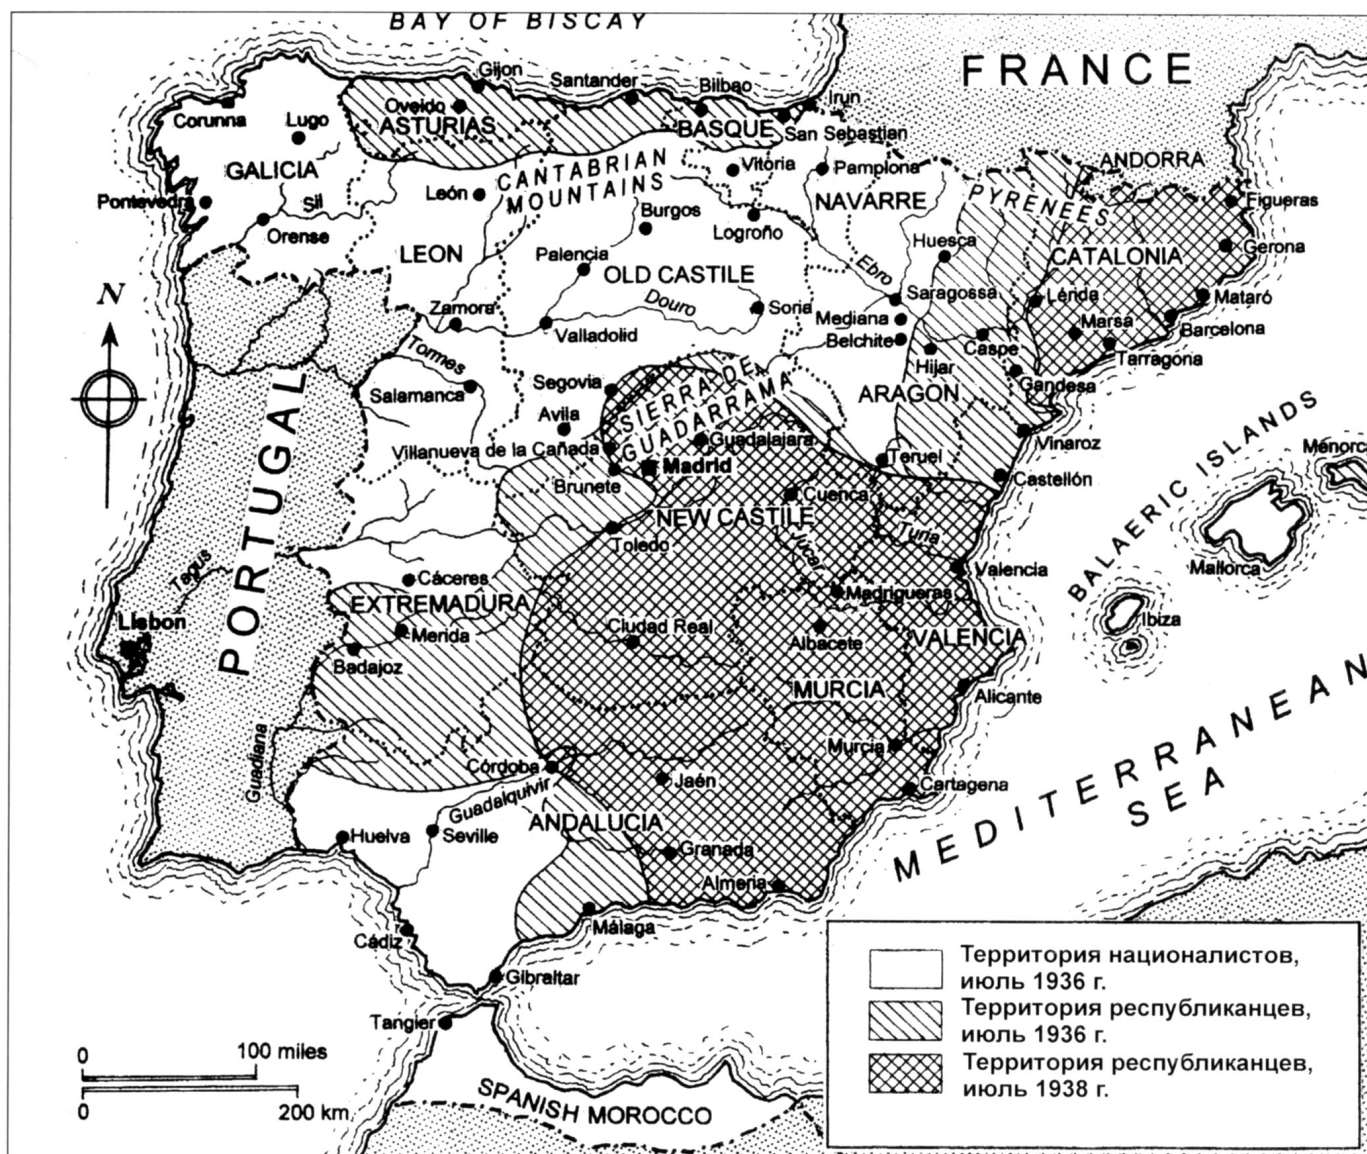 BAY OF BISCAY
FRANCE
Gijon
Santander
Bilbao
Irun
Corunna
Lugo
Oveido
ASTURIAS
BASQUE
San Sebastian
GALICIA
CANTABRIAN
MOUNTAINS
Vitoria
Pamplona
ANDORRA
Pontevedra
Sil
León
Burgos
NAVARRE
PYRENEES
Figueras
Orense
Logroño
Huesca
Gerona
LEON
Palencia
OLD CASTILE
Ebro
CATALONIA
N
Zamora
Valladolid
Douro
Soria
Saragossa
Lérida
Mataró
Mediana
Marsa
Barcelona
Tormes
Belchite
Caspe
Tarragona
Salamanca
Segovia
SIERRA DE
GUADARRAMA
Hijar
Gandesa
ARAGON
Avila
Villanueva de la Cañada
Guadalajara
Vinaroz
PORTUGAL
Madrid
Teruel
Castellón
Brunete
Cuenca
BALAERIC ISLANDS
Menorca
NEW CASTILE
Toledo
Júcar
Turia
Mallorca
Tagus
Cáceres
Valencia
EXTREMADURA
Madrigueras
Ibiza
Lisbon
Merida
Ciudad Real
Albacete
VALENCIA
Badajoz
MURCIA
Alicante
Guadiana
Córdoba
Murcia
Jaén
Cartagena
MEDITERRANEAN
SEA
Guadalquivir
Huelva
Seville
ANDALUCIA
Granada
Almeria
Málaga
Cádiz
Gibraltar
Tangier
SPANISH MOROCCO
0
100 miles
0
200 km
Территория националистов,
июль 1936 г.
Территория республиканцев,
июль 1936 г.
Территория республиканцев,
июль 1938 г.